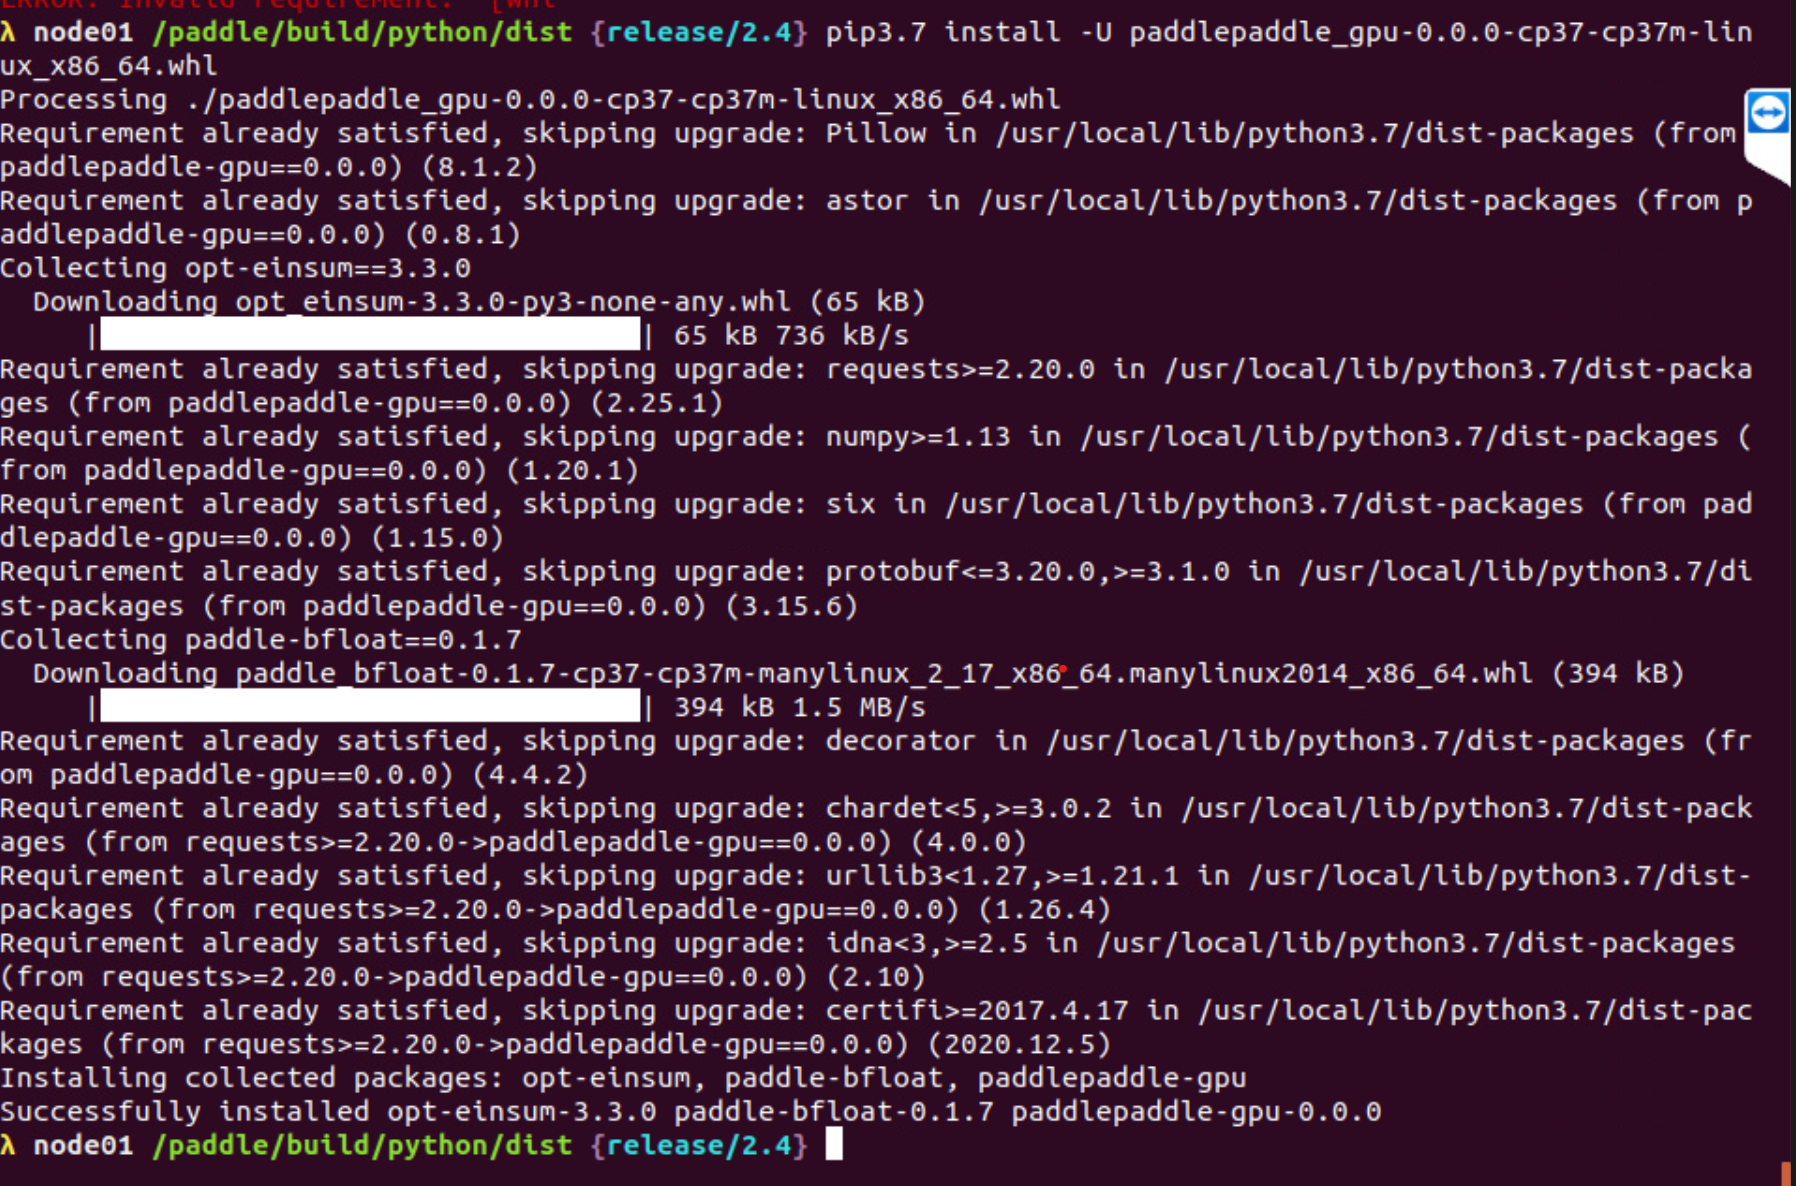 ERROR: Invalid requirement: '[whl
λ node01 /paddle/build/python/dist {release/2.4} pip3.7 install -U paddlepaddle_gpu-0.0.0-cp37-cp37m-lin
ux_x86_64.whl
Processing ./paddlepaddle_gpu-0.0.0-cp37-cp37m-linux_x86_64.whl
Requirement already satisfied, skipping upgrade: Pillow in /usr/local/lib/python3.7/dist-packages (from
paddlepaddle-gpu==0.0.0) (8.1.2)
Requirement already satisfied, skipping upgrade: astor in /usr/local/lib/python3.7/dist-packages (from p
addlepaddle-gpu==0.0.0) (0.8.1)
Collecting opt-einsum==3.3.0
  Downloading opt_einsum-3.3.0-py3-none-any.whl (65 kB)
     |                                | 65 kB 736 kB/s
Requirement already satisfied, skipping upgrade: requests>=2.20.0 in /usr/local/lib/python3.7/dist-packa
ges (from paddlepaddle-gpu==0.0.0) (2.25.1)
Requirement already satisfied, skipping upgrade: numpy>=1.13 in /usr/local/lib/python3.7/dist-packages (
from paddlepaddle-gpu==0.0.0) (1.20.1)
Requirement already satisfied, skipping upgrade: six in /usr/local/lib/python3.7/dist-packages (from pad
dlepaddle-gpu==0.0.0) (1.15.0)
Requirement already satisfied, skipping upgrade: protobuf<=3.20.0,>=3.1.0 in /usr/local/lib/python3.7/di
st-packages (from paddlepaddle-gpu==0.0.0) (3.15.6)
Collecting paddle-bfloat==0.1.7
  Downloading paddle_bfloat-0.1.7-cp37-cp37m-manylinux_2_17_x86_64.manylinux2014_x86_64.whl (394 kB)
     |                                | 394 kB 1.5 MB/s
Requirement already satisfied, skipping upgrade: decorator in /usr/local/lib/python3.7/dist-packages (fr
om paddlepaddle-gpu==0.0.0) (4.4.2)
Requirement already satisfied, skipping upgrade: chardet<5,>=3.0.2 in /usr/local/lib/python3.7/dist-pack
ages (from requests>=2.20.0->paddlepaddle-gpu==0.0.0) (4.0.0)
Requirement already satisfied, skipping upgrade: urllib3<1.27,>=1.21.1 in /usr/local/lib/python3.7/dist-
packages (from requests>=2.20.0->paddlepaddle-gpu==0.0.0) (1.26.4)
Requirement already satisfied, skipping upgrade: idna<3,>=2.5 in /usr/local/lib/python3.7/dist-packages
(from requests>=2.20.0->paddlepaddle-gpu==0.0.0) (2.10)
Requirement already satisfied, skipping upgrade: certifi>=2017.4.17 in /usr/local/lib/python3.7/dist-pac
kages (from requests>=2.20.0->paddlepaddle-gpu==0.0.0) (2020.12.5)
Installing collected packages: opt-einsum, paddle-bfloat, paddlepaddle-gpu
Successfully installed opt-einsum-3.3.0 paddle-bfloat-0.1.7 paddlepaddle-gpu-0.0.0
λ node01 /paddle/build/python/dist {release/2.4}